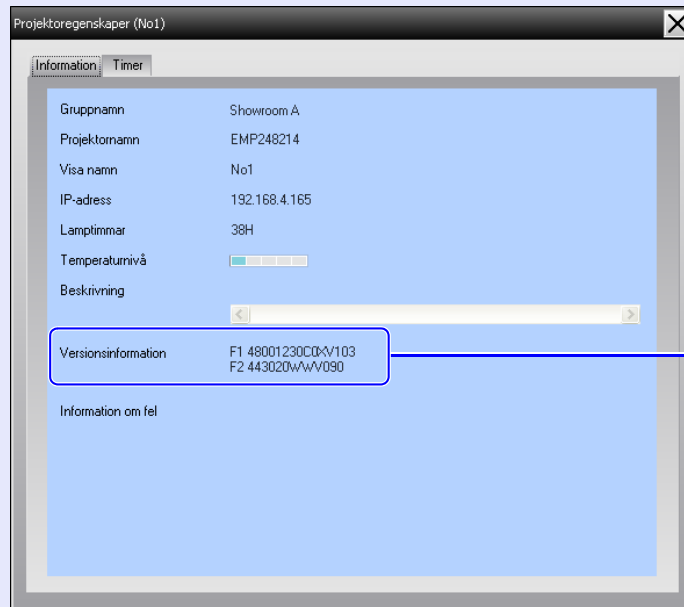 Projektoregenskaper (No1)
Information Timer
Gruppnamn Showroom A
Projektornamn EMP248214
Visa namn No1
IP-adress 192.168.4.165
Lamptimmar 38H
Temperaturnivå
Beskrivning
Versionsinformation F1 48001230C0XV103
F2 443020WWV090
Information om fel